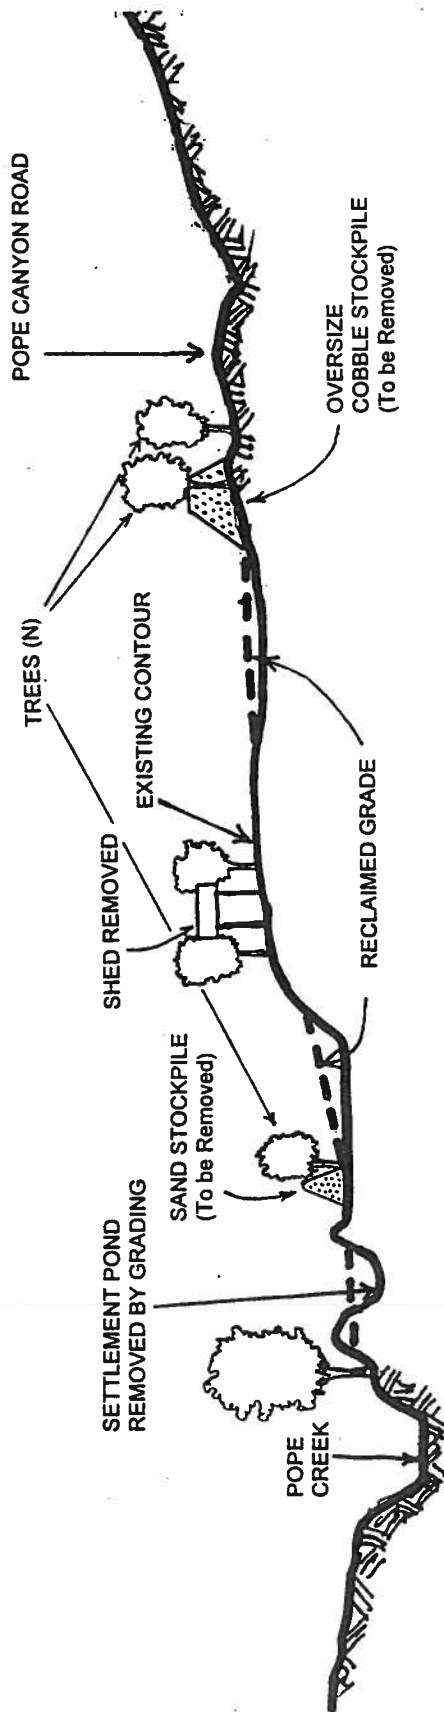 POPE CANYON ROAD
TREES (N)
EXISTING CONTOUR
SHED REMOVED
SAND STOCKPILE
(To be Removed)
SETTLEMENT POND
REMOVED BY GRADING
POPE
CREEK
RECLAIMED GRADE
OVERSIZE
COBBLE STOCKPILE
(To be Removed)